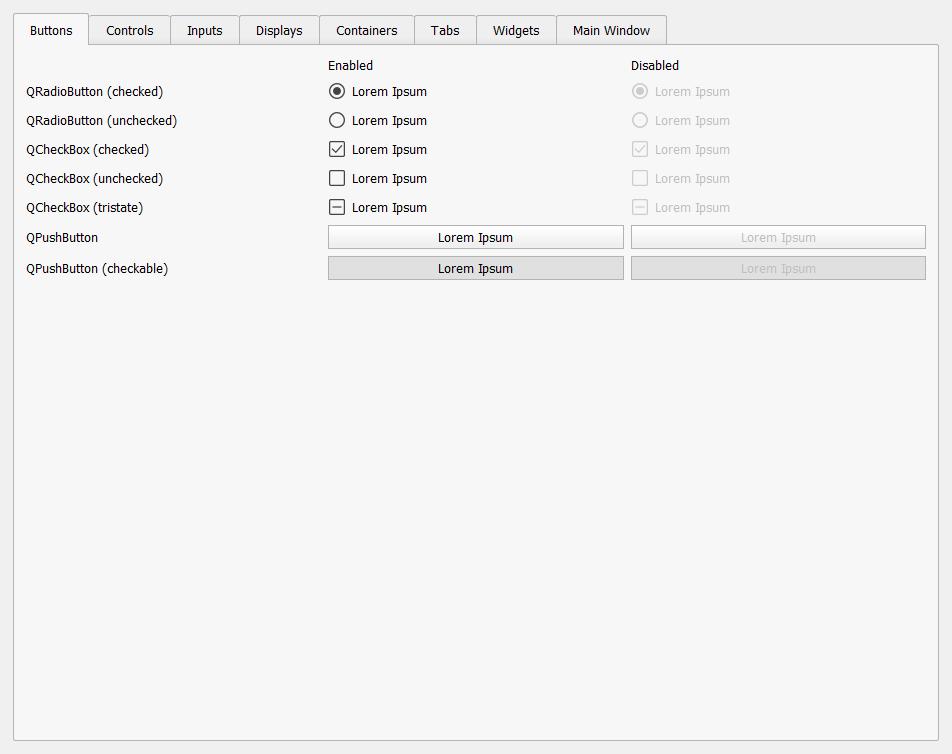 Buttons Controls Inputs Displays Containers Tabs Widgets Main Window
Enabled Disabled
QRadioButton (checked) Lorem Ipsum Lorem Ipsum
QRadioButton (unchecked) Lorem Ipsum Lorem Ipsum
QCheckBox (checked) Lorem Ipsum Lorem Ipsum
QCheckBox (unchecked) Lorem Ipsum Lorem Ipsum
QCheckBox (tristate) Lorem Ipsum Lorem Ipsum
QPushButton Lorem Ipsum Lorem Ipsum
QPushButton (checkable) Lorem Ipsum Lorem Ipsum